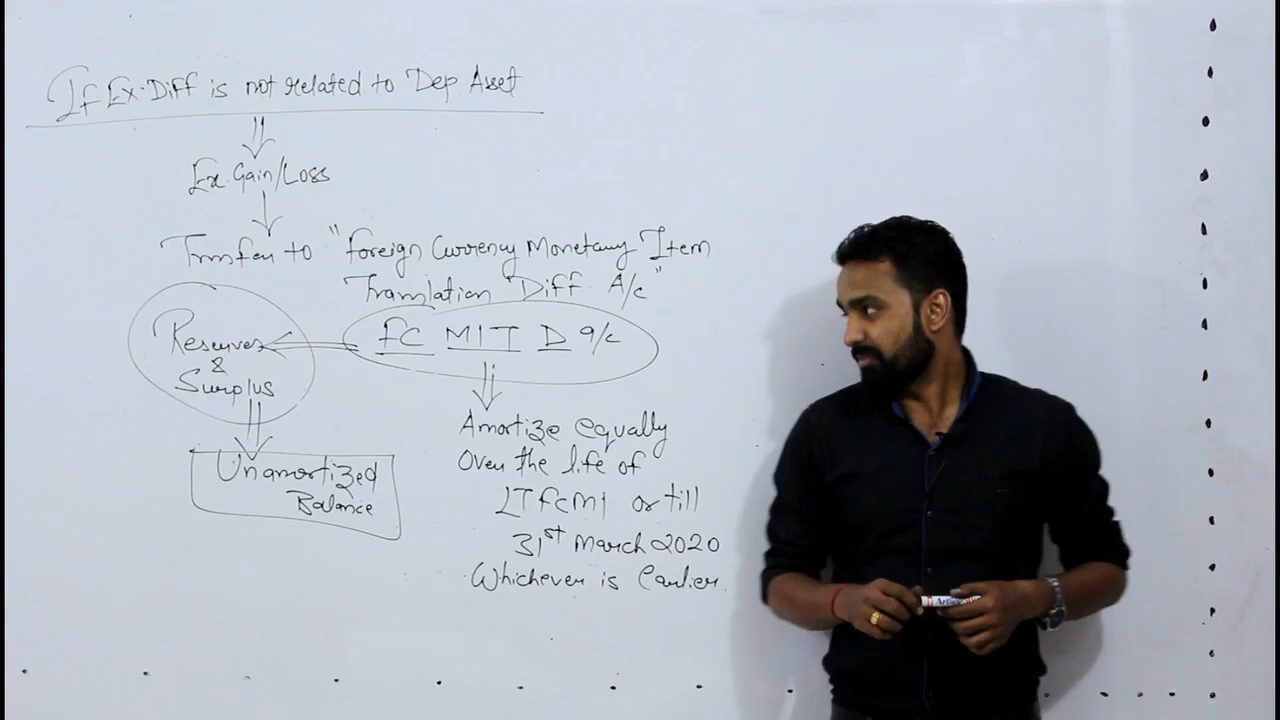 If Ex. Diff is not related to Dep Asset
Ex. Gain/Loss
Trnsfer to "Foreign Currency Monetary Item
Translation Diff. A/c"
FC MIT D a/c
Reserves
&
Surplus
Unamortized
Balance
Amortize equally
Over the life of
LTFCMI or till
31st March 2020
Whichever is Earlier